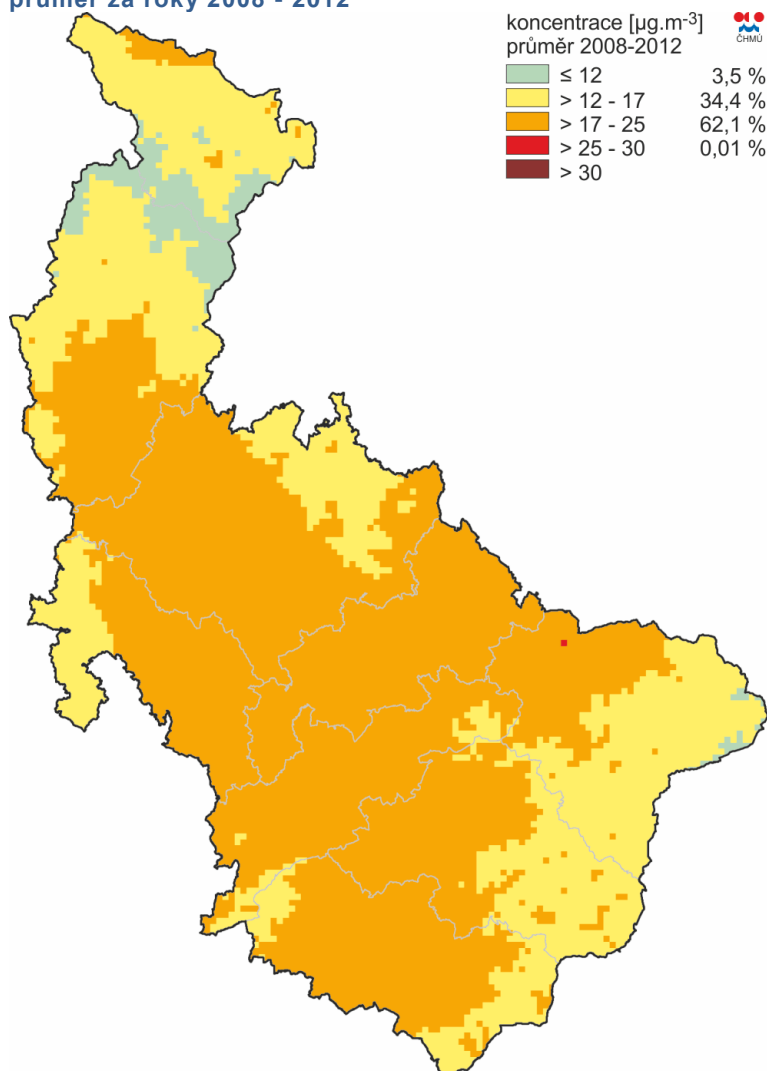 průměr za roky 2008 - 2012
koncentrace [µg.m-3]
průměr 2008-2012
ČHMÚ
≤ 12 3,5 %
> 12 - 17 34,4 %
> 17 - 25 62,1 %
> 25 - 30 0,01 %
> 30